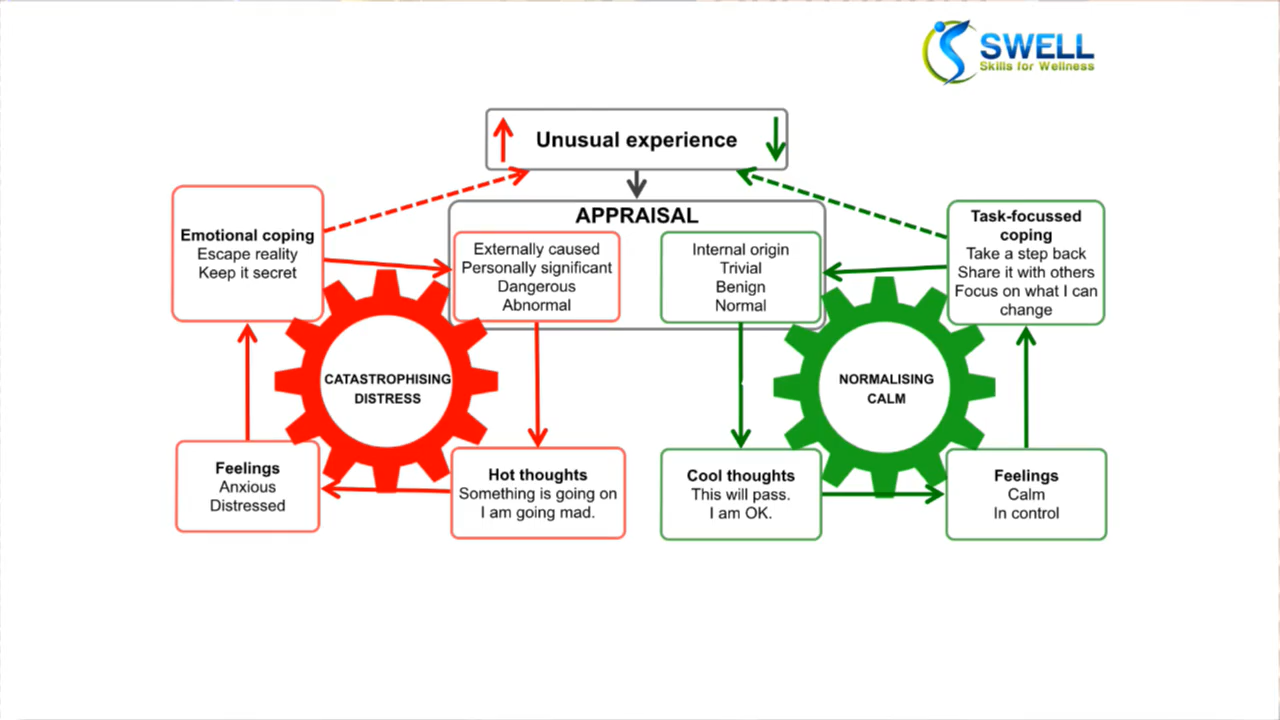 SWELL
Skills for Wellness
Unusual experience
APPRAISAL
Emotional coping
Escape reality
Keep it secret
Externally caused
Personally significant
Dangerous
Abnormal
Internal origin
Trivial
Benign
Normal
Task-focussed
coping
Take a step back
Share it with others
Focus on what I can
change
CATASTROPHISING
DISTRESS
NORMALISING
CALM
Feelings
Anxious
Distressed
Hot thoughts
Something is going on
I am going mad.
Cool thoughts
This will pass.
I am OK.
Feelings
Calm
In control